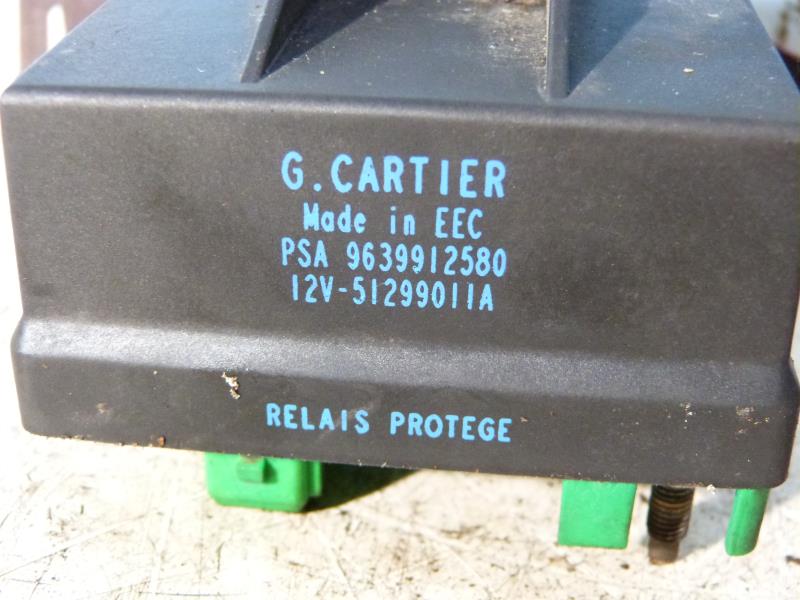 G. CARTIER
Made in EEC
PSA 9639912580
12V-51299011A
RELAIS PROTEGE